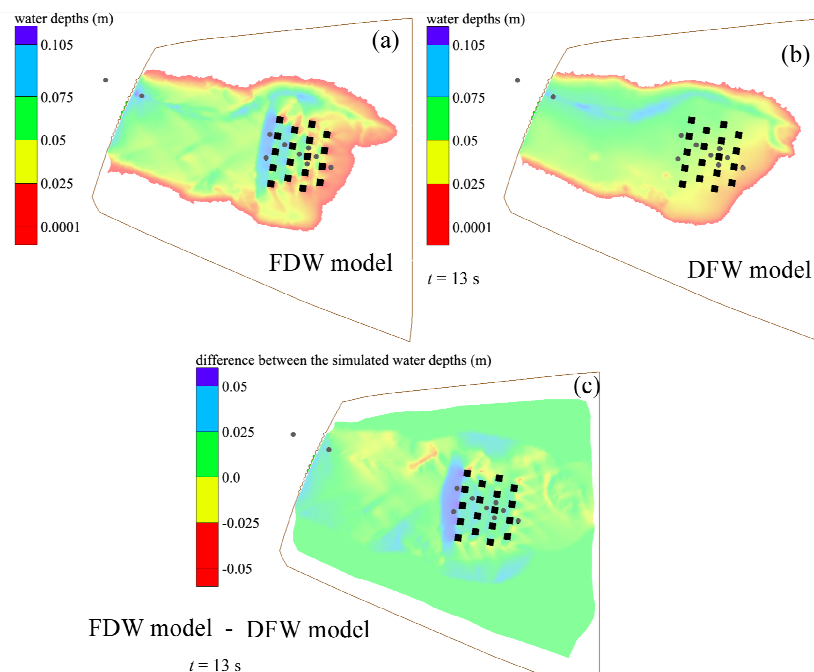 water depths (m)
(a)
0.105
0.075
0.05
0.025
0.0001
FDW model
water depths (m)
(b)
0.105
0.075
0.05
0.025
0.0001
DFW model
t = 13 s
difference between the simulated water depths (m)
(c)
0.05
0.025
0.0
-0.025
-0.05
FDW model - DFW model
t = 13 s